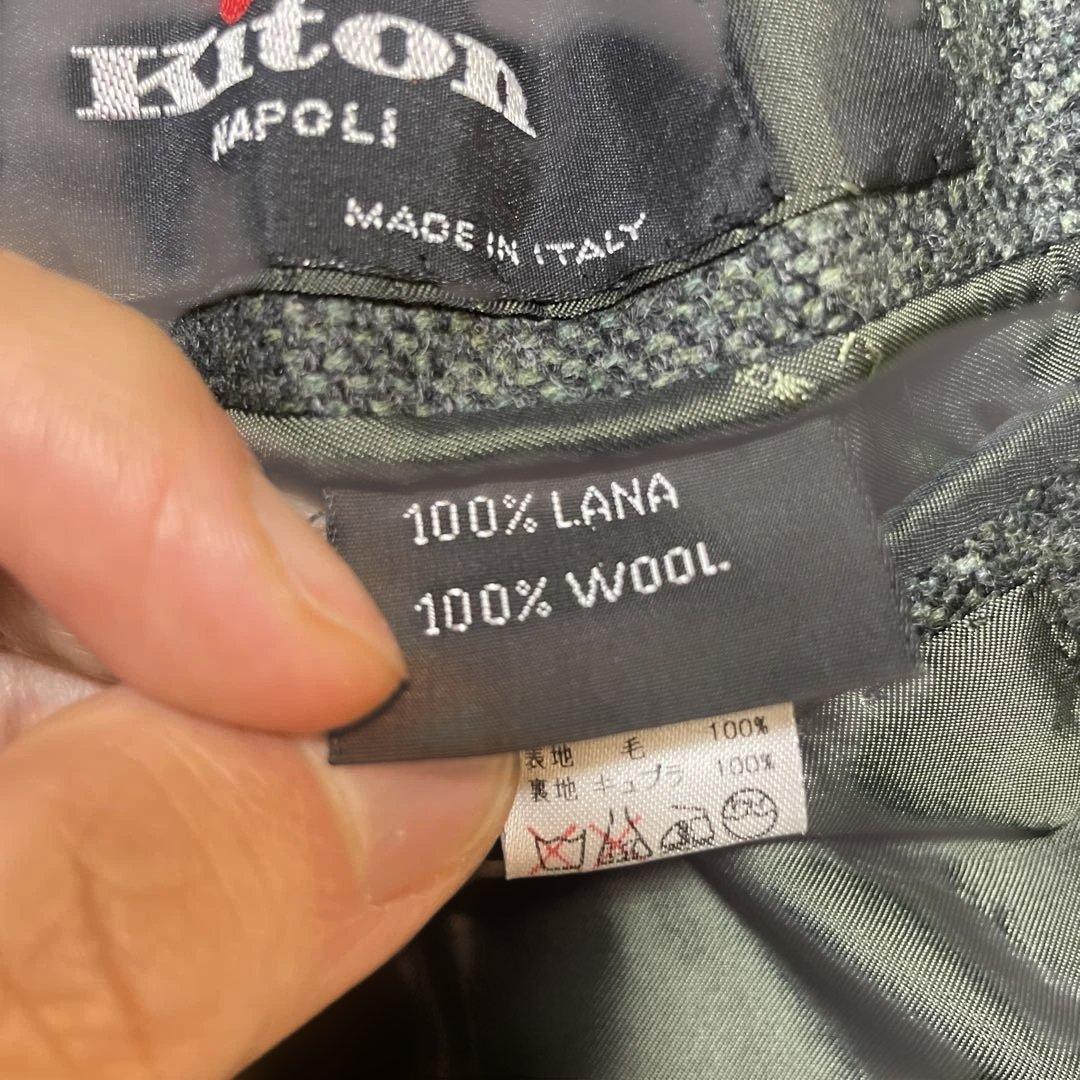 Kiton
NAPOLI
MADE IN ITALY
100% LANA
100% WOOL
表地 毛 100%
裏地 キュプラ 100%